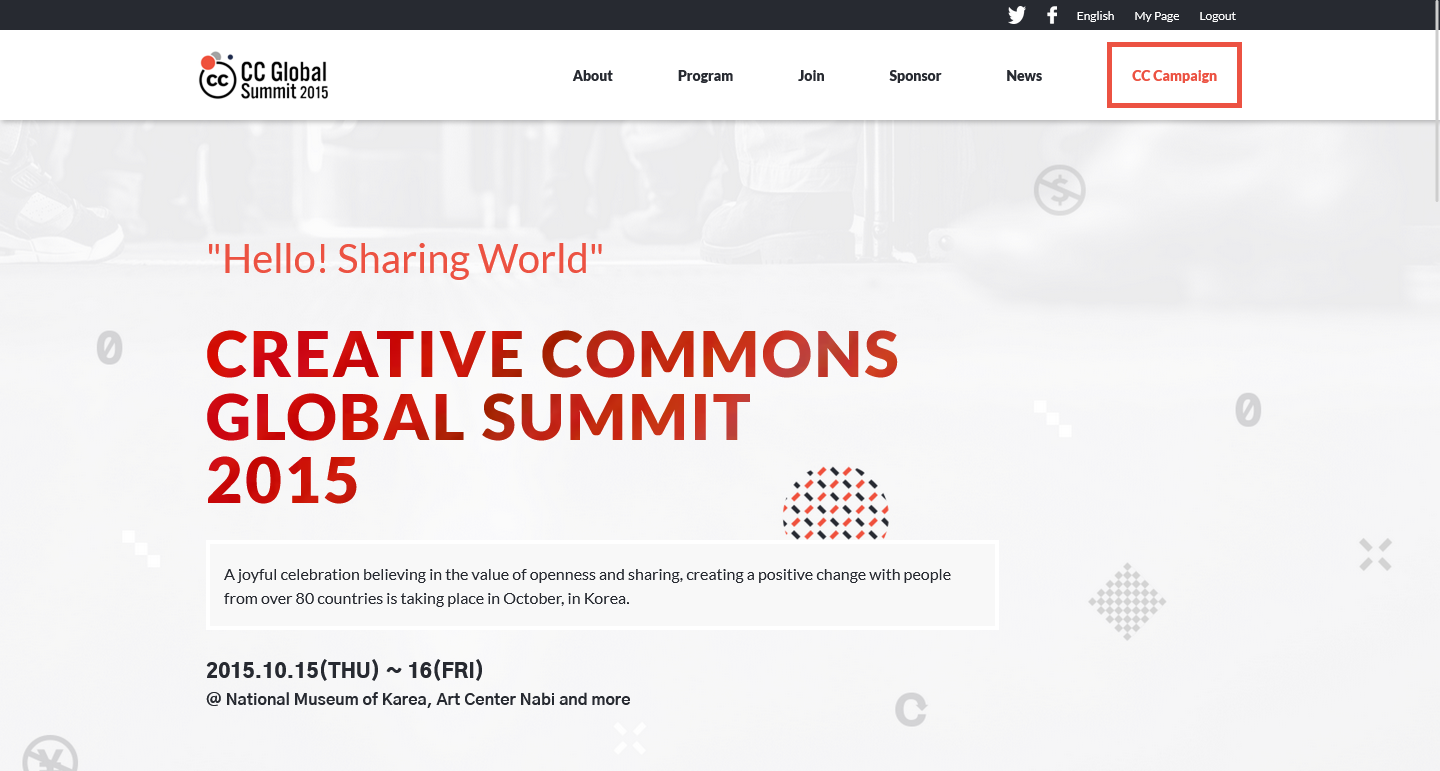 English My Page Logout
cc CC Global
Summit 2015
About Program Join Sponsor News CC Campaign
"Hello! Sharing World"
CREATIVE COMMONS
GLOBAL SUMMIT
2015
A joyful celebration believing in the value of openness and sharing, creating a positive change with people
from over 80 countries is taking place in October, in Korea.
2015.10.15(THU) ~ 16(FRI)
@ National Museum of Karea, Art Center Nabi and more
$
0
0
C
¥